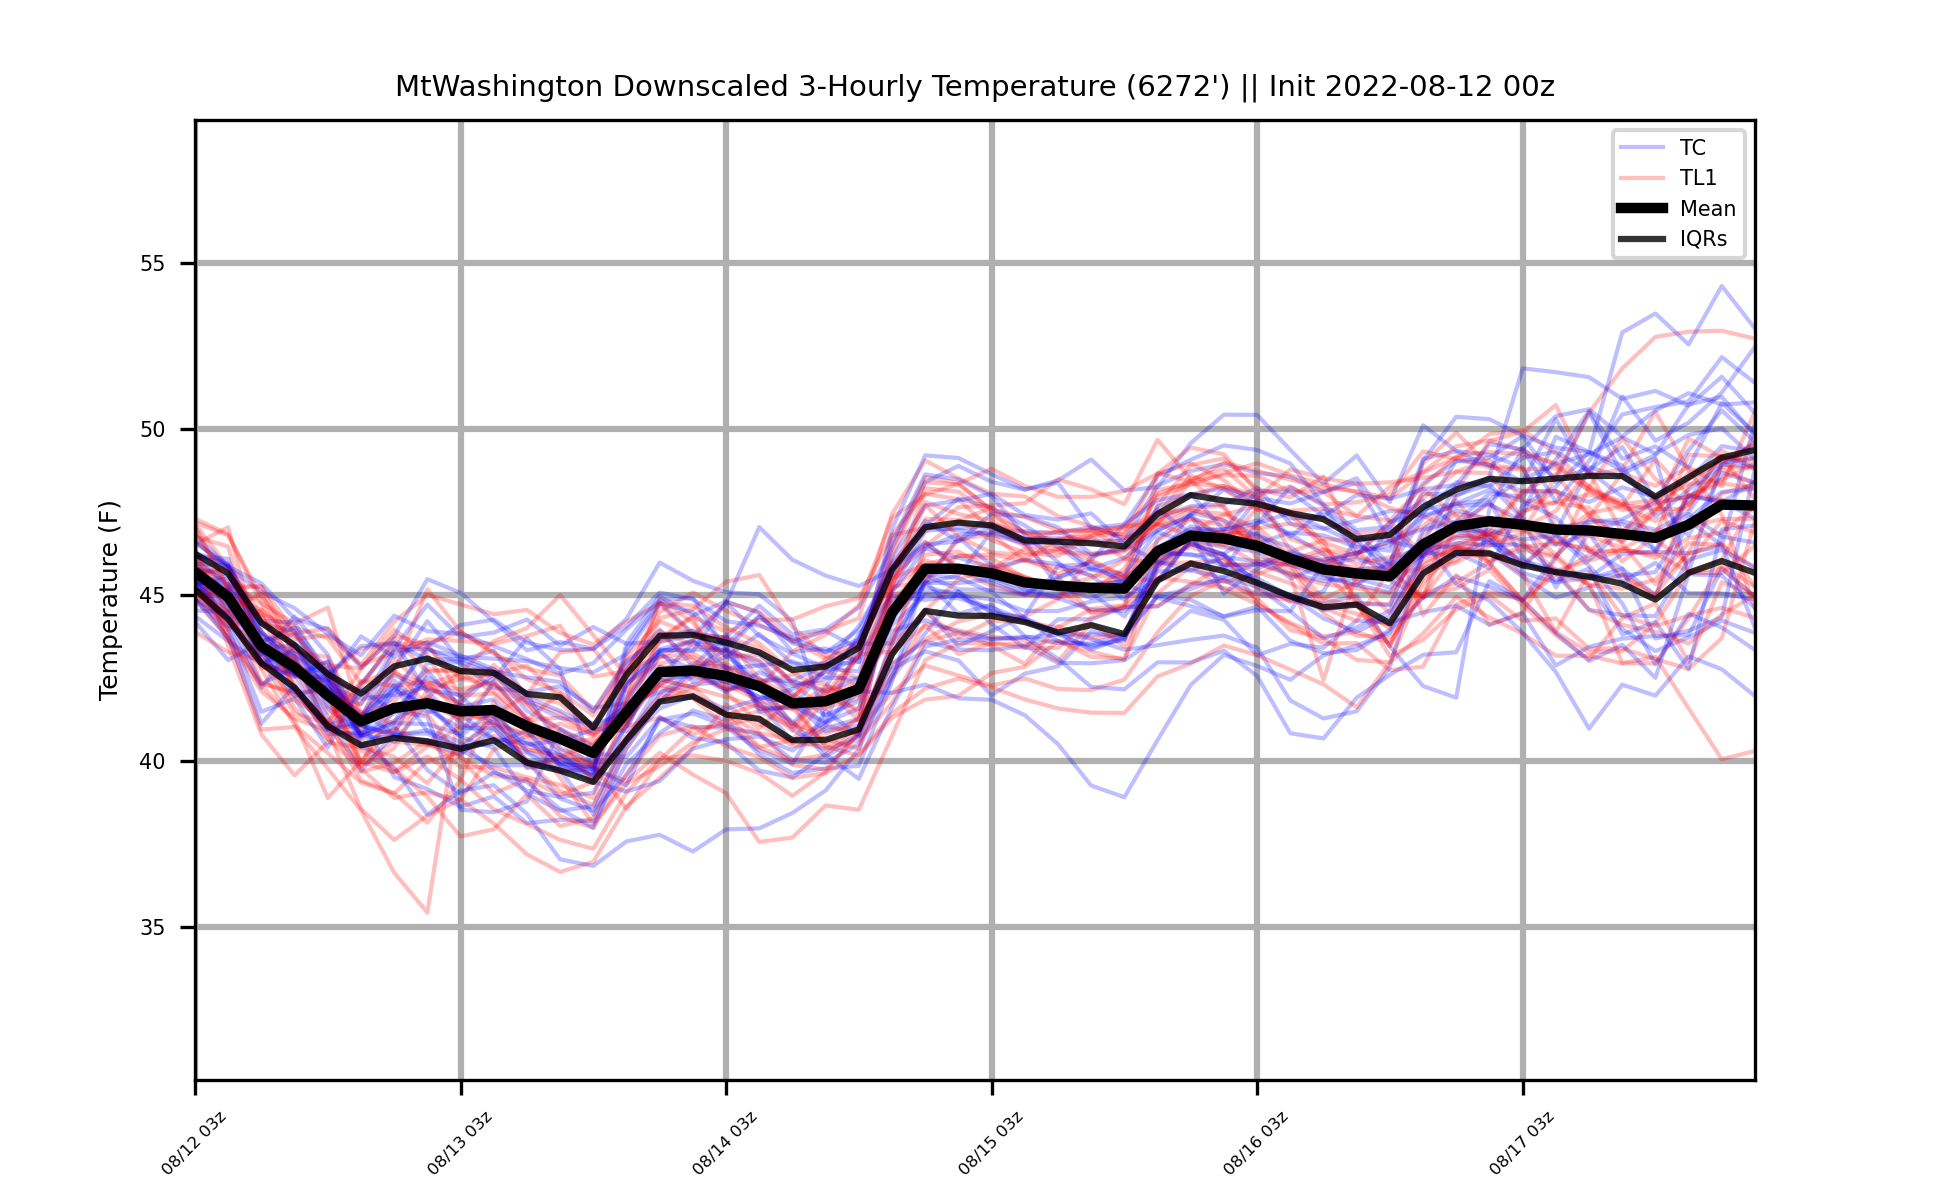 MtWashington Downscaled 3-Hourly Temperature (6272') || Init 2022-08-12 00z
TC
TL1
Mean
IQRs
Temperature (F)
55
50
45
40
35
08/12 03z
08/13 03z
08/14 03z
08/15 03z
08/16 03z
08/17 03z